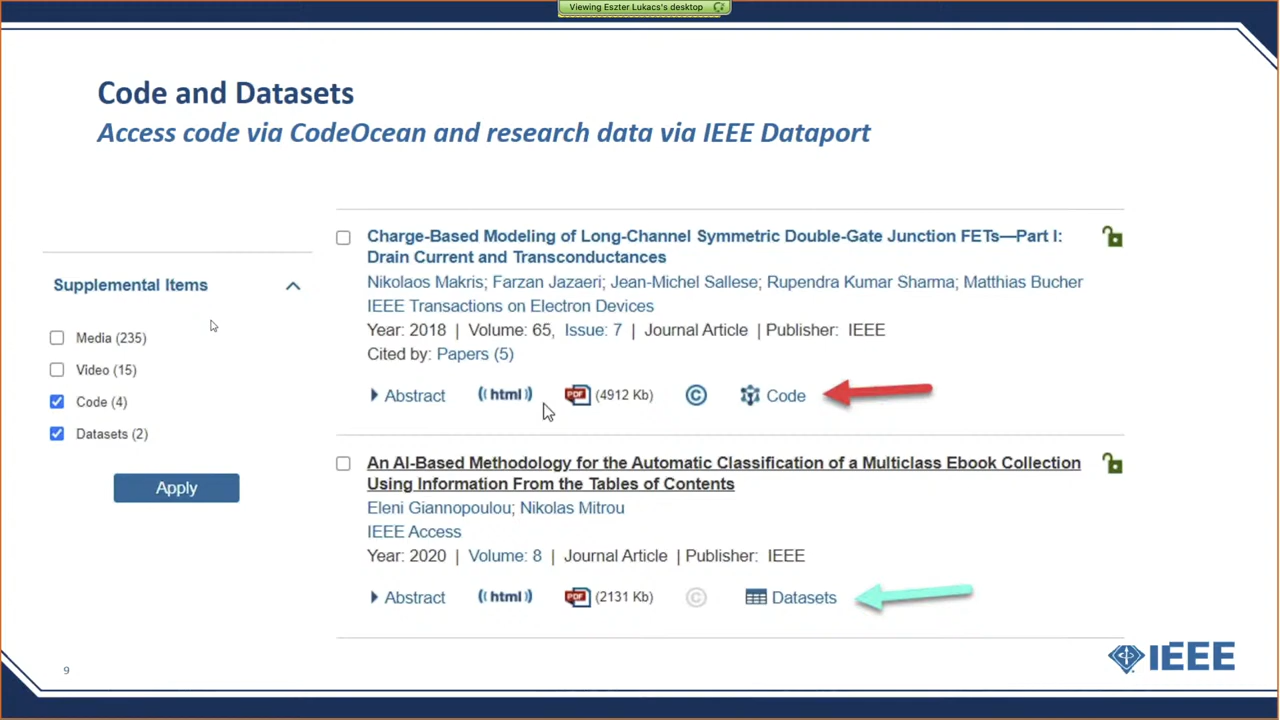 Viewing Eszter Lukacs's desktop
Code and Datasets
Access code via CodeOcean and research data via IEEE Dataport
Supplemental Items
Media (235)
Video (15)
Code (4)
Datasets (2)
Apply
Charge-Based Modeling of Long-Channel Symmetric Double-Gate Junction FETs—Part I:
Drain Current and Transconductances
Nikolaos Makris; Farzan Jazaeri; Jean-Michel Sallese; Rupendra Kumar Sharma; Matthias Bucher
IEEE Transactions on Electron Devices
Year: 2018 | Volume: 65, Issue: 7 | Journal Article | Publisher: IEEE
Cited by: Papers (5)
Abstract ((html)) PDF (4912 Kb) © Code
An AI-Based Methodology for the Automatic Classification of a Multiclass Ebook Collection
Using Information From the Tables of Contents
Eleni Giannopoulou; Nikolas Mitrou
IEEE Access
Year: 2020 | Volume: 8 | Journal Article | Publisher: IEEE
Abstract ((html)) PDF (2131 Kb) © Datasets
9
IEEE